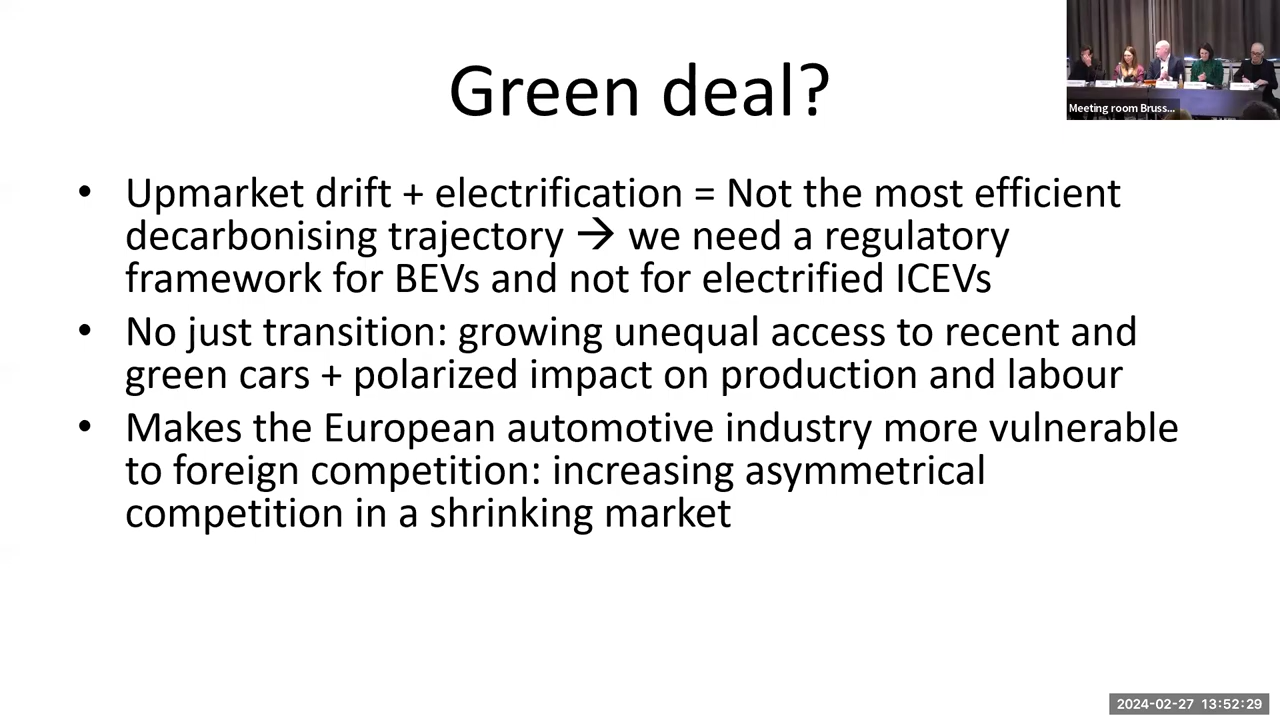 Green deal?
Meeting room Bruss...
• Upmarket drift + electrification = Not the most efficient
decarbonising trajectory → we need a regulatory
framework for BEVs and not for electrified ICEVs
• No just transition: growing unequal access to recent and
green cars + polarized impact on production and labour
• Makes the European automotive industry more vulnerable
to foreign competition: increasing asymmetrical
competition in a shrinking market
2024-02-27 13:52:29